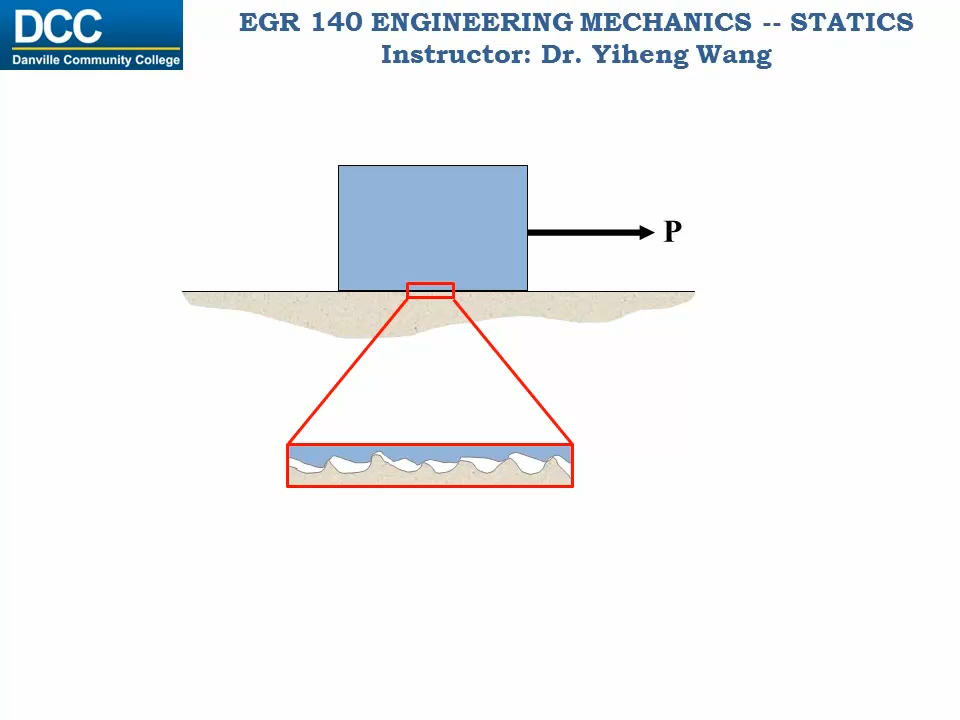 DCC
Danville Community College
EGR 140 ENGINEERING MECHANICS -- STATICS
Instructor: Dr. Yiheng Wang
P